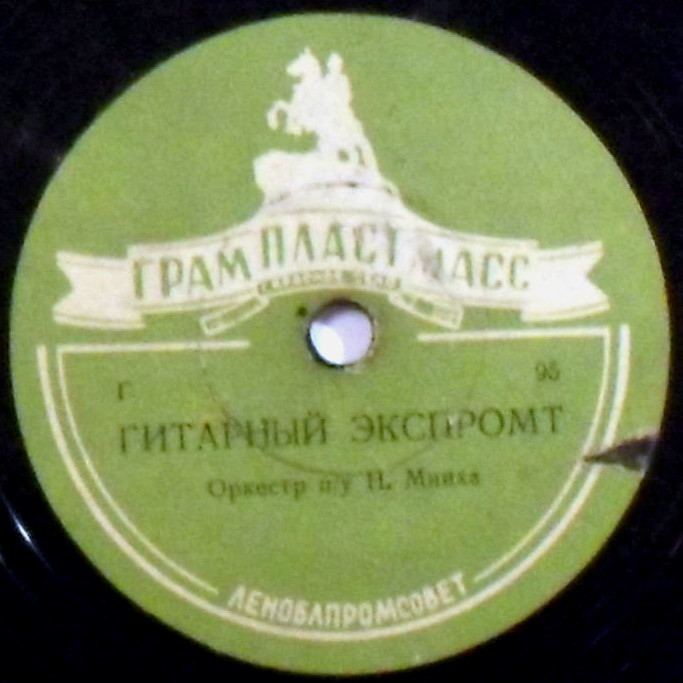 ГРАМПЛАСТМАСС
Г 95
ГИТАРНЫЙ ЭКСПРОМТ
Оркестр п/у Н. Минха
ЛЕНОБЛПРОМСОВЕТ